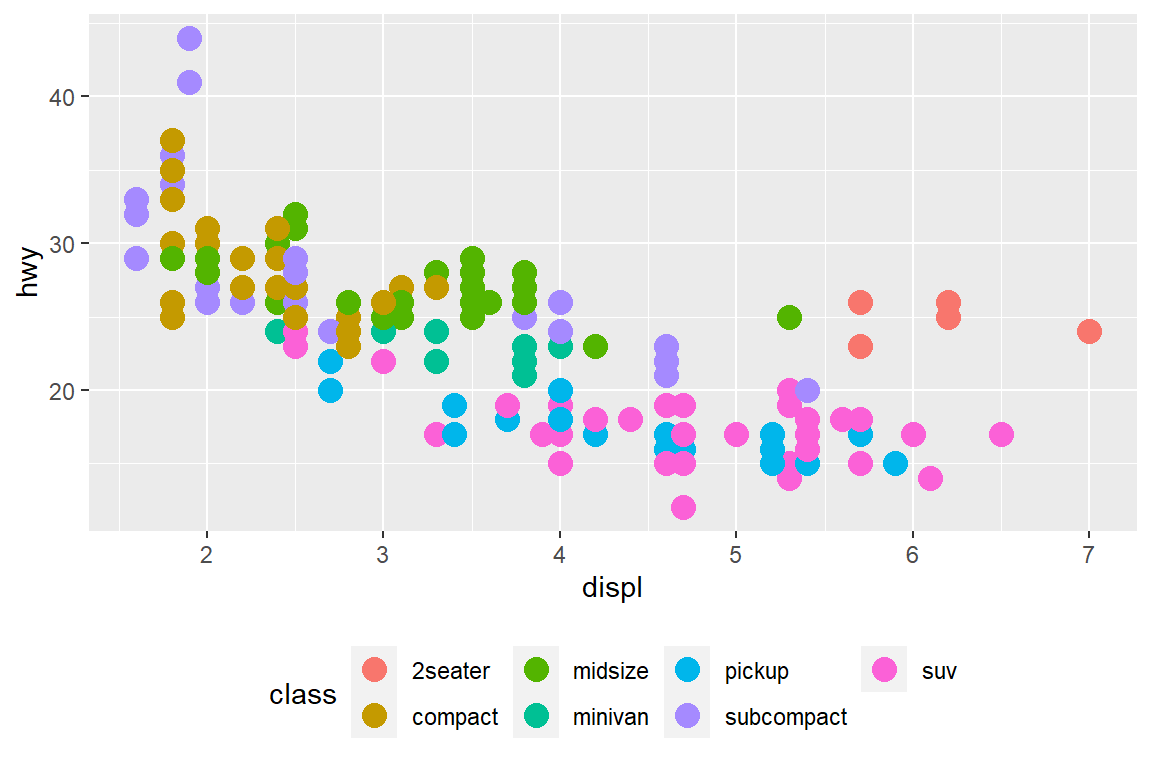 hwy
40
30
20
2 3 4 5 6 7
displ
class
2seater midsize pickup suv
compact minivan subcompact